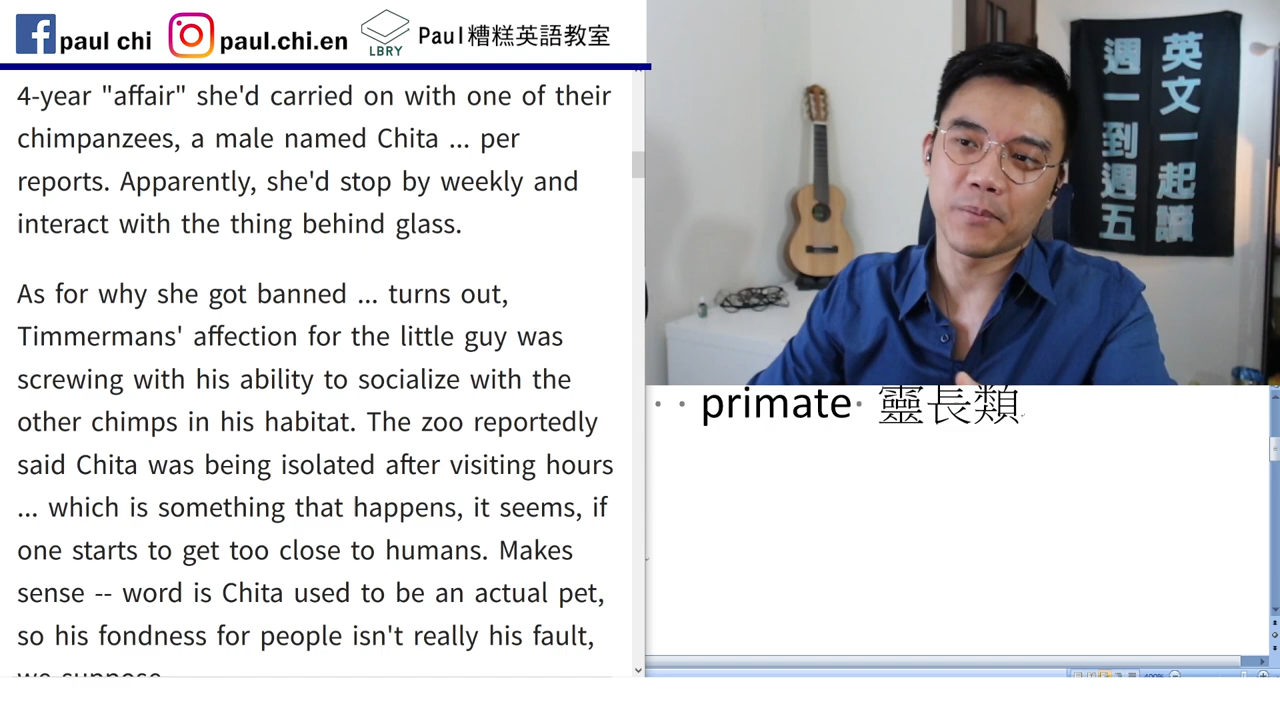 paul chi
paul.chi.en
LBRY
Paul糟糕英語教室
4-year "affair" she'd carried on with one of their
chimpanzees, a male named Chita ... per
reports. Apparently, she'd stop by weekly and
interact with the thing behind glass.
As for why she got banned ... turns out,
Timmermans' affection for the little guy was
screwing with his ability to socialize with the
other chimps in his habitat. The zoo reportedly
said Chita was being isolated after visiting hours
... which is something that happens, it seems, if
one starts to get too close to humans. Makes
sense -- word is Chita used to be an actual pet,
so his fondness for people isn't really his fault,
we suppose
英文一起讀
週一到週五
primate 靈長類
400%